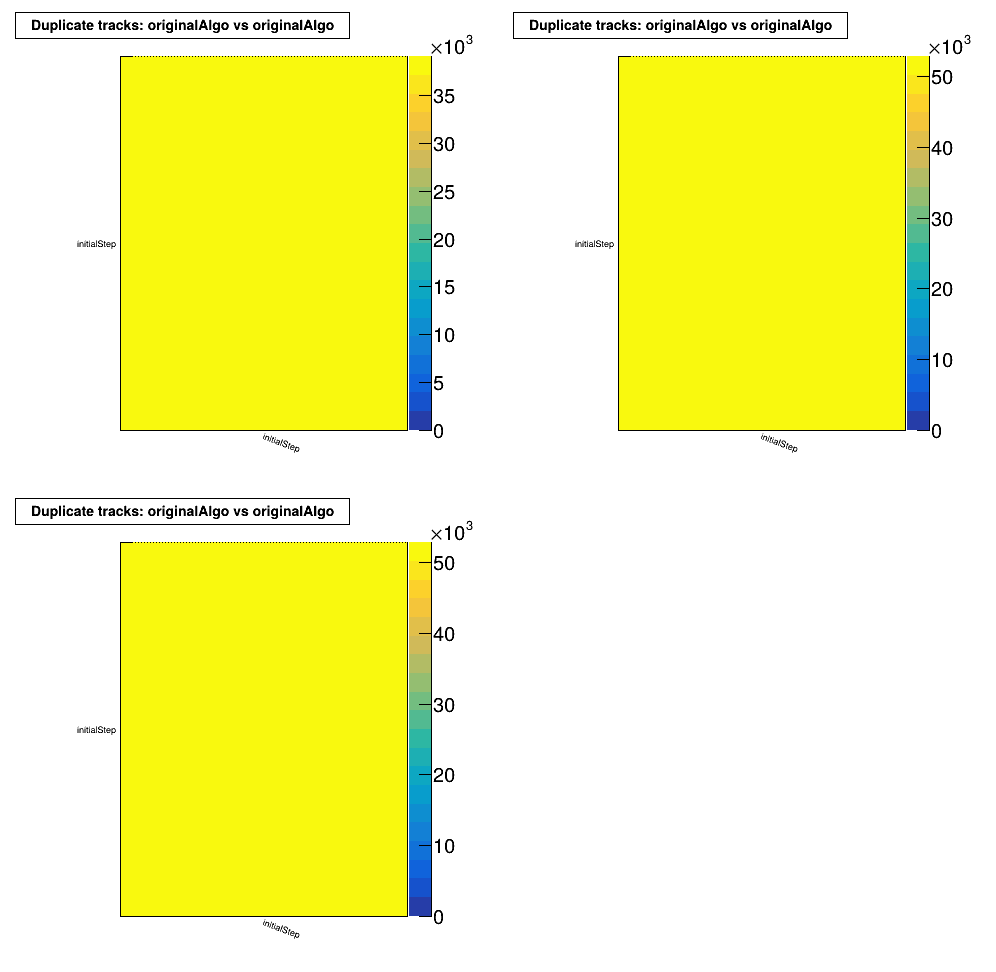 Duplicate tracks: originalAlgo vs originalAlgo
×10³
35
30
25
20
15
10
5
0
initialStep
initialStep
Duplicate tracks: originalAlgo vs originalAlgo
×10³
50
40
30
20
10
0
initialStep
initialStep
Duplicate tracks: originalAlgo vs originalAlgo
×10³
50
40
30
20
10
0
initialStep
initialStep